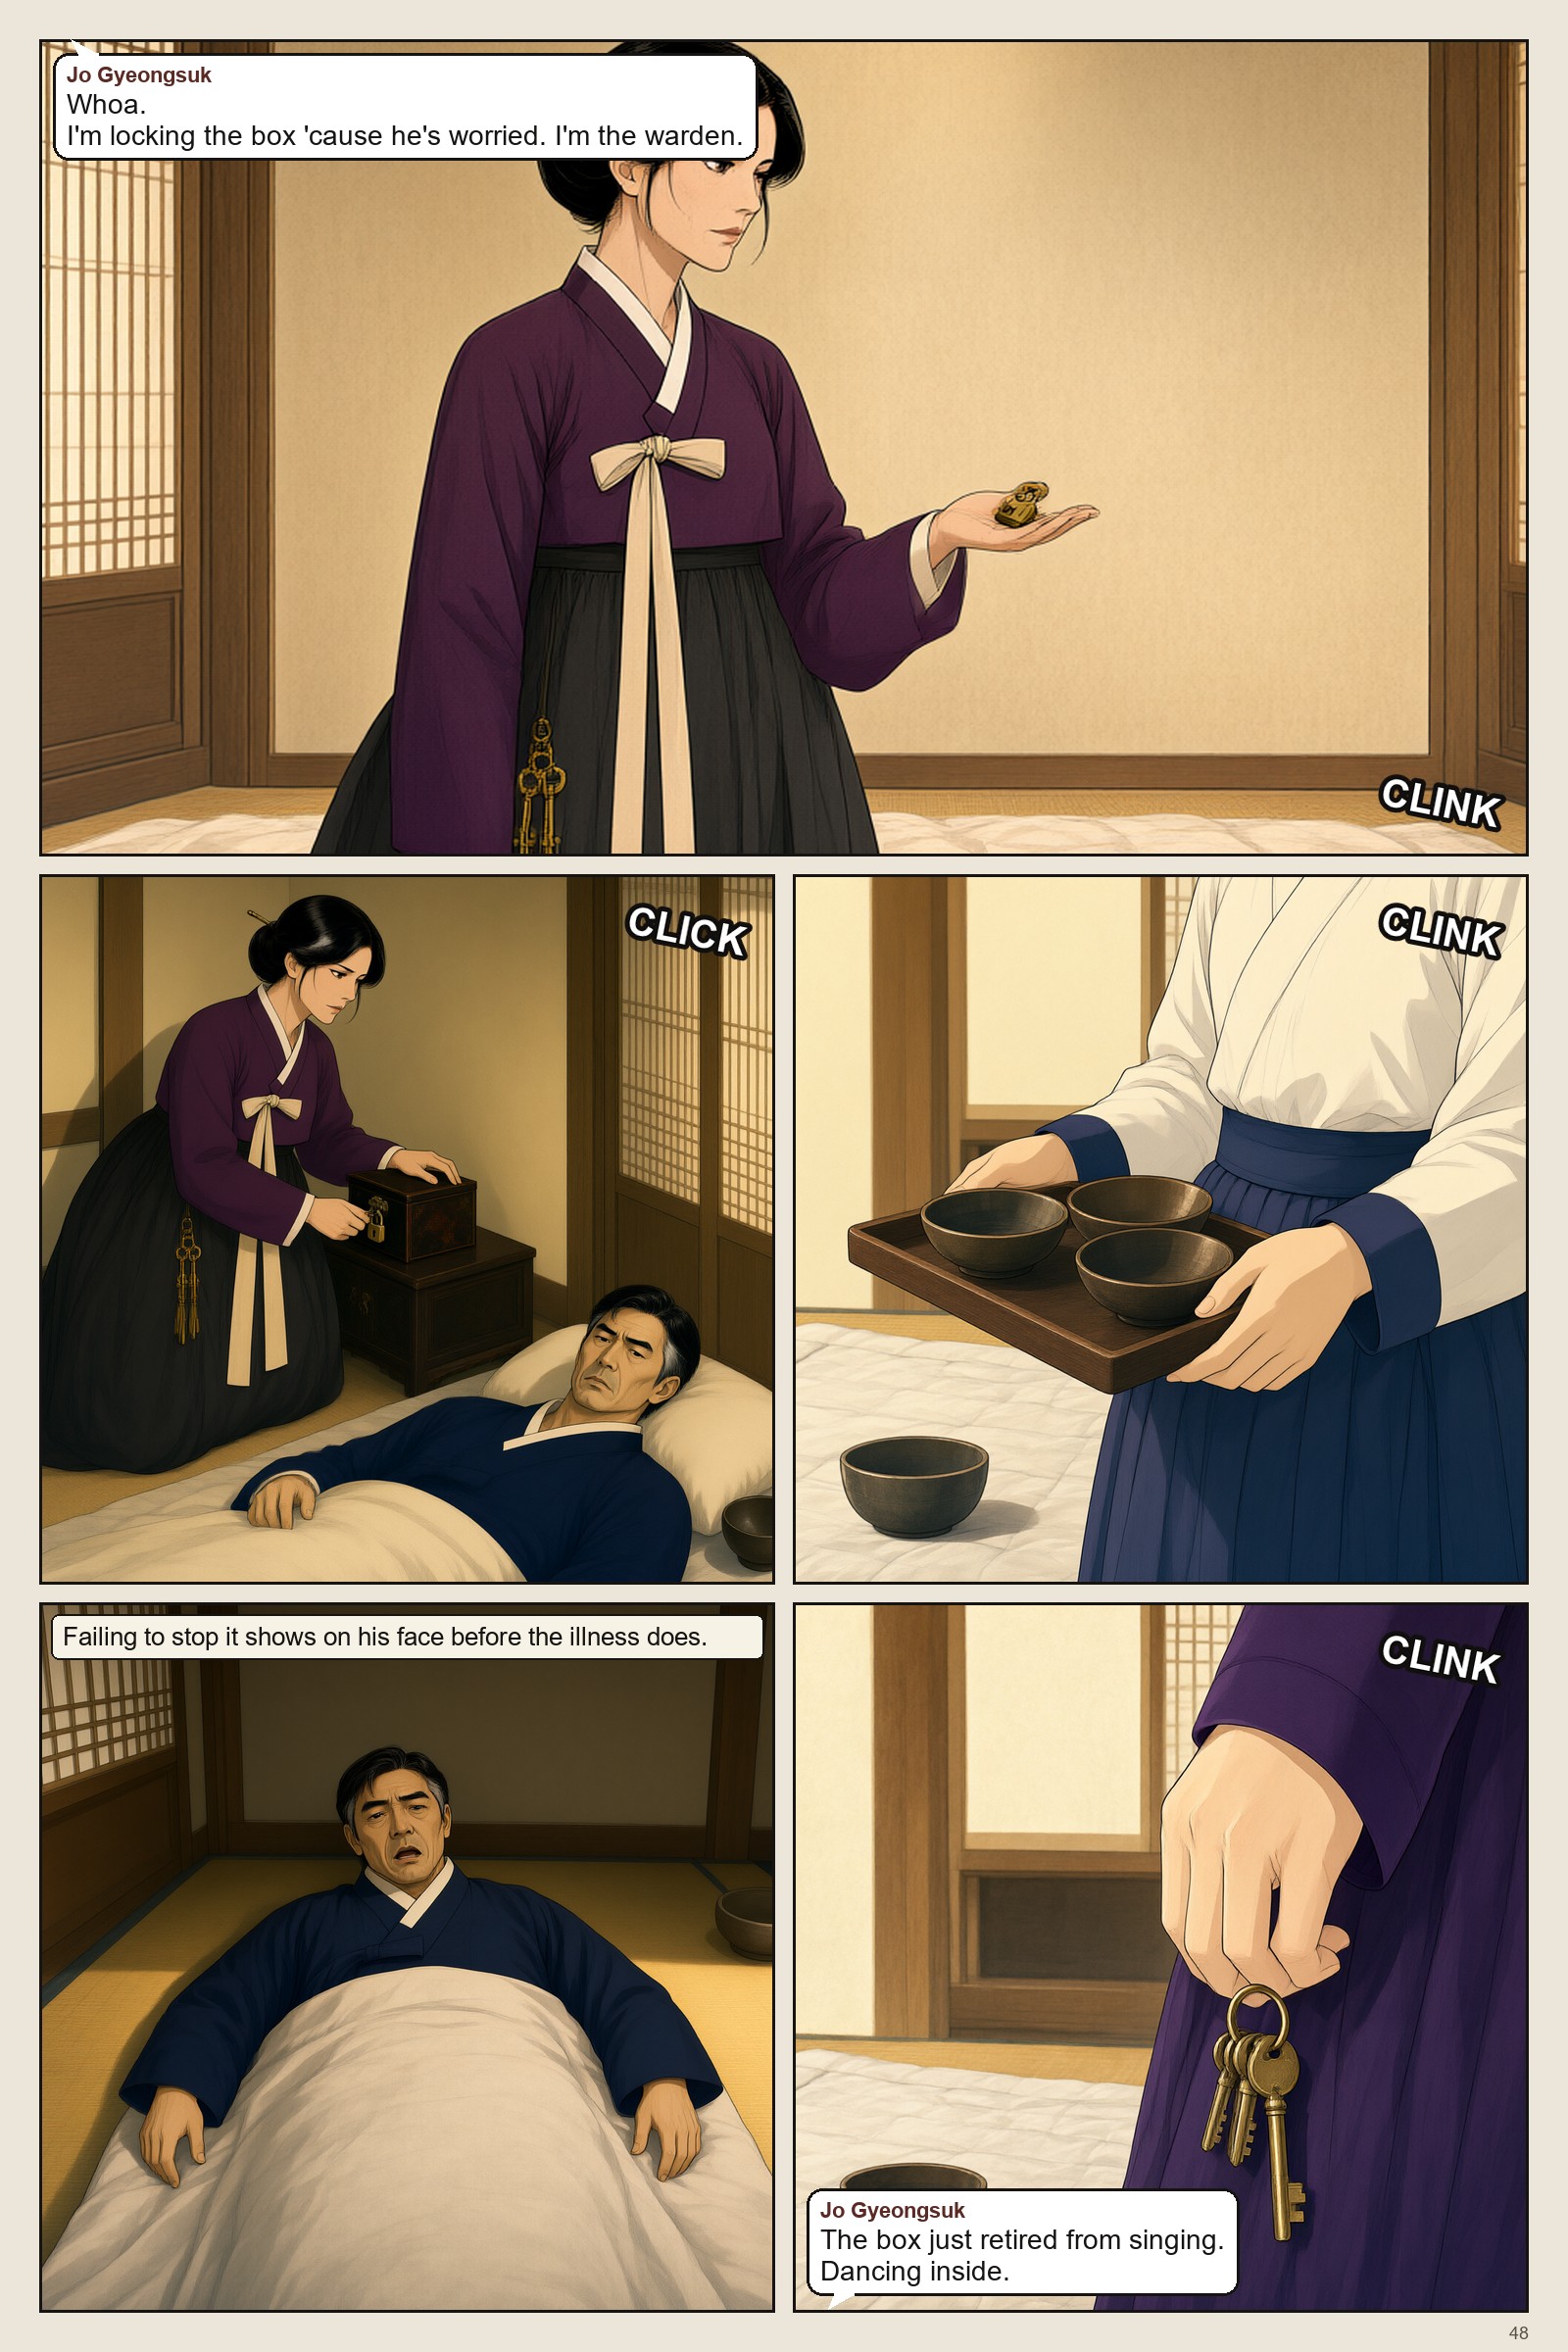 Jo Gyeongsuk
Whoa.
I'm locking the box 'cause he's worried. I'm the warden.
CLINK
CLICK
CLINK
Failing to stop it shows on his face before the illness does.
CLINK
Jo Gyeongsuk
The box just retired from singing.
Dancing inside.
48